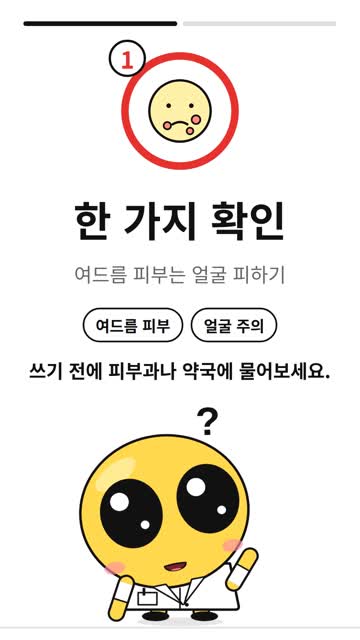 1
한 가지 확인
여드름 피부는 얼굴 피하기
여드름 피부 얼굴 주의
쓰기 전에 피부과나 약국에 물어보세요.
?